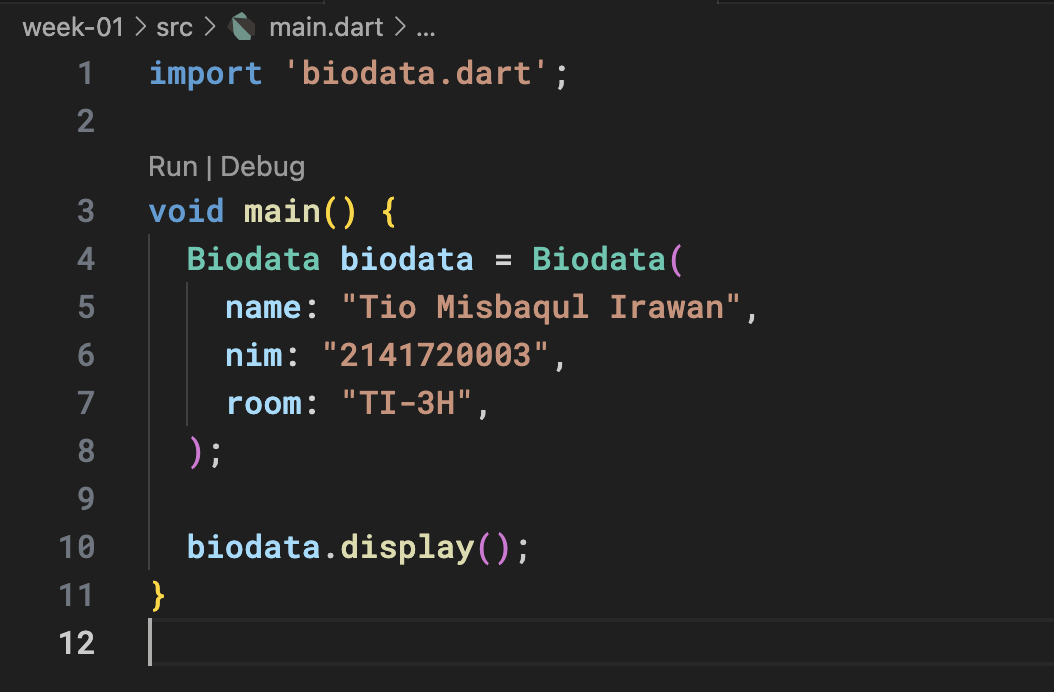 week-01 > src > main.dart > ...
1 import 'biodata.dart';
2
Run | Debug
3 void main() {
4   Biodata biodata = Biodata(
5     name: "Tio Misbaqul Irawan",
6     nim: "2141720003",
7     room: "TI-3H",
8   );
9
10   biodata.display();
11 }
12